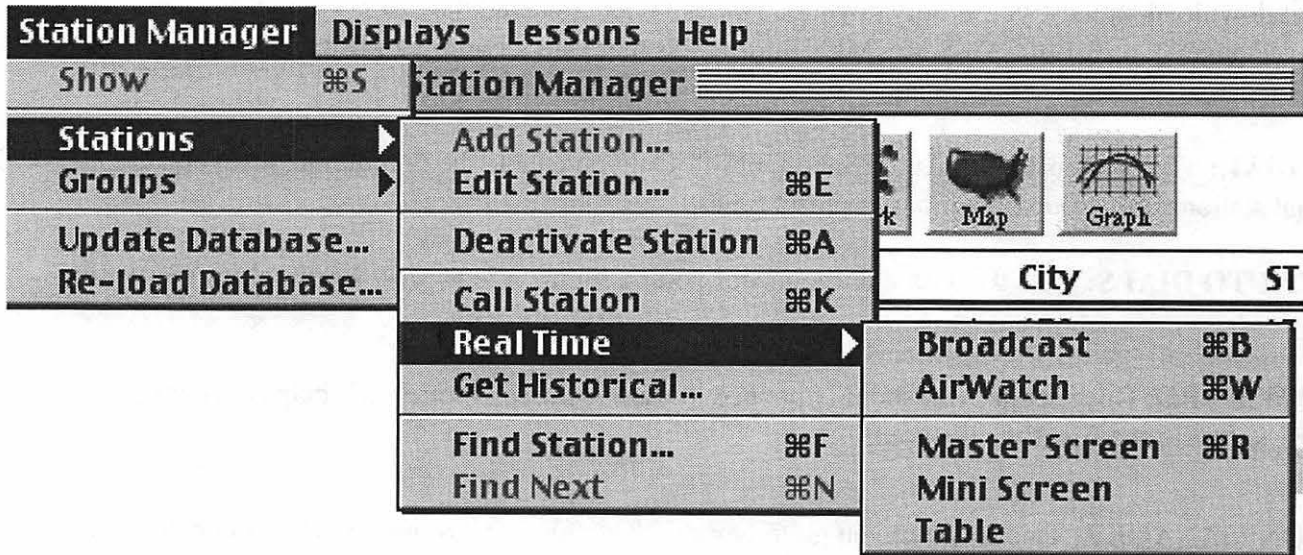 Station Manager Displays Lessons Help
Show ⌘S
Station Manager
Stations
Groups
Update Database...
Re-load Database...
Add Station...
Edit Station... ⌘E
Deactivate Station ⌘A
Call Station ⌘K
Real Time
Get Historical...
Find Station... ⌘F
Find Next ⌘N
k
Map
Graph
City ST
Broadcast ⌘B
AirWatch ⌘W
Master Screen ⌘R
Mini Screen
Table